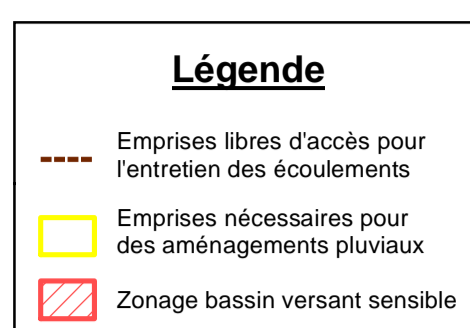 Légende
Emprises libres d'accès pour
l'entretien des écoulements
Emprises nécessaires pour
des aménagements pluviaux
Zonage bassin versant sensible